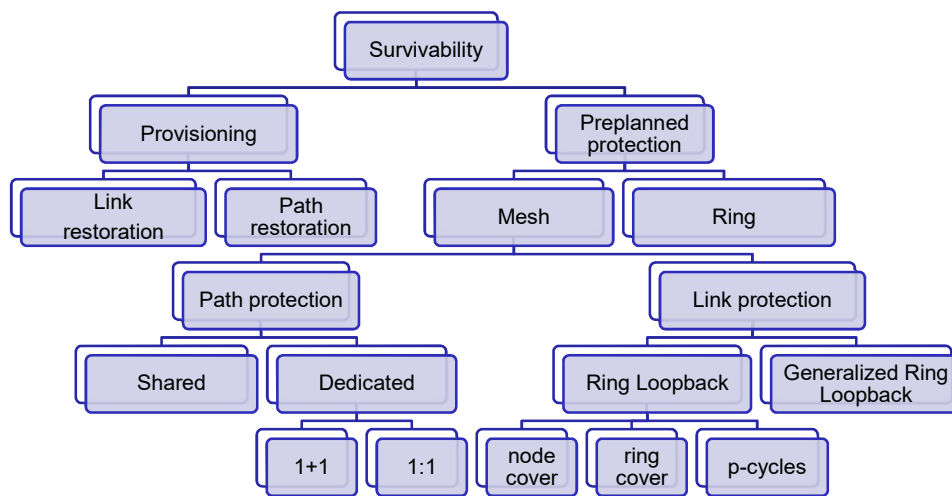 Survivability
Provisioning
Preplanned
protection
Link
restoration
Path
restoration
Mesh
Ring
Path protection
Link protection
Shared
Dedicated
Ring Loopback
Generalized Ring
Loopback
1+1
1:1
node
cover
ring
cover
p-cycles